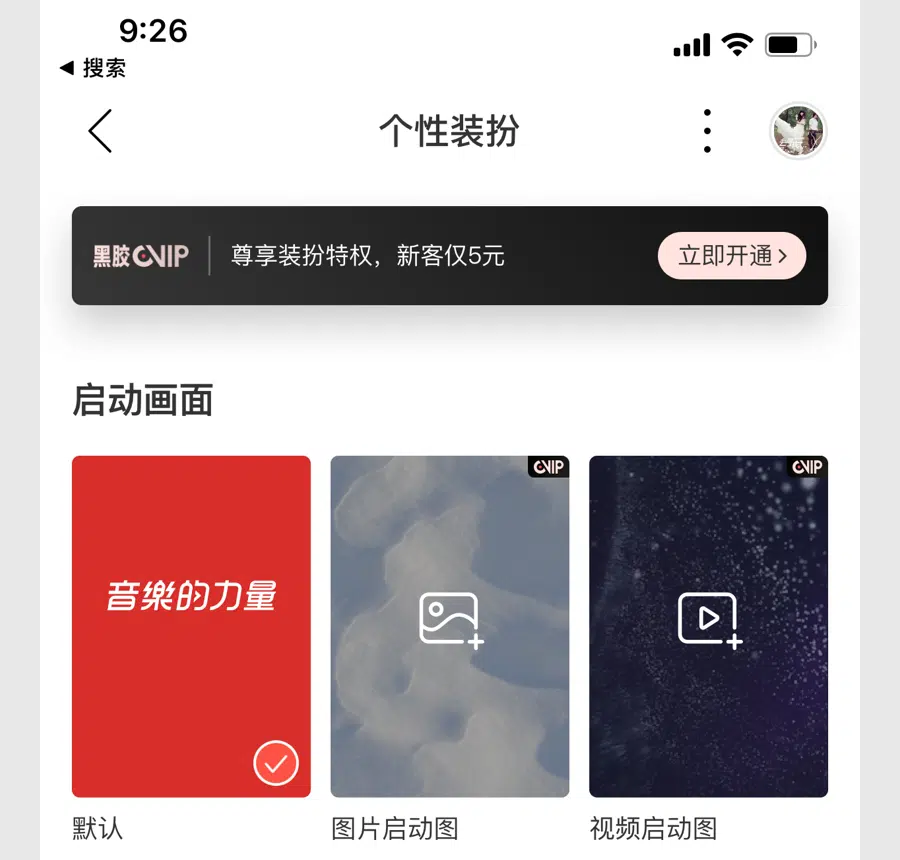 9:26
搜索
个性装扮
黑胶VIP
尊享装扮特权，新客仅5元
立即开通
启动画面
音樂的力量
VIP
VIP
默认
图片启动图
视频启动图